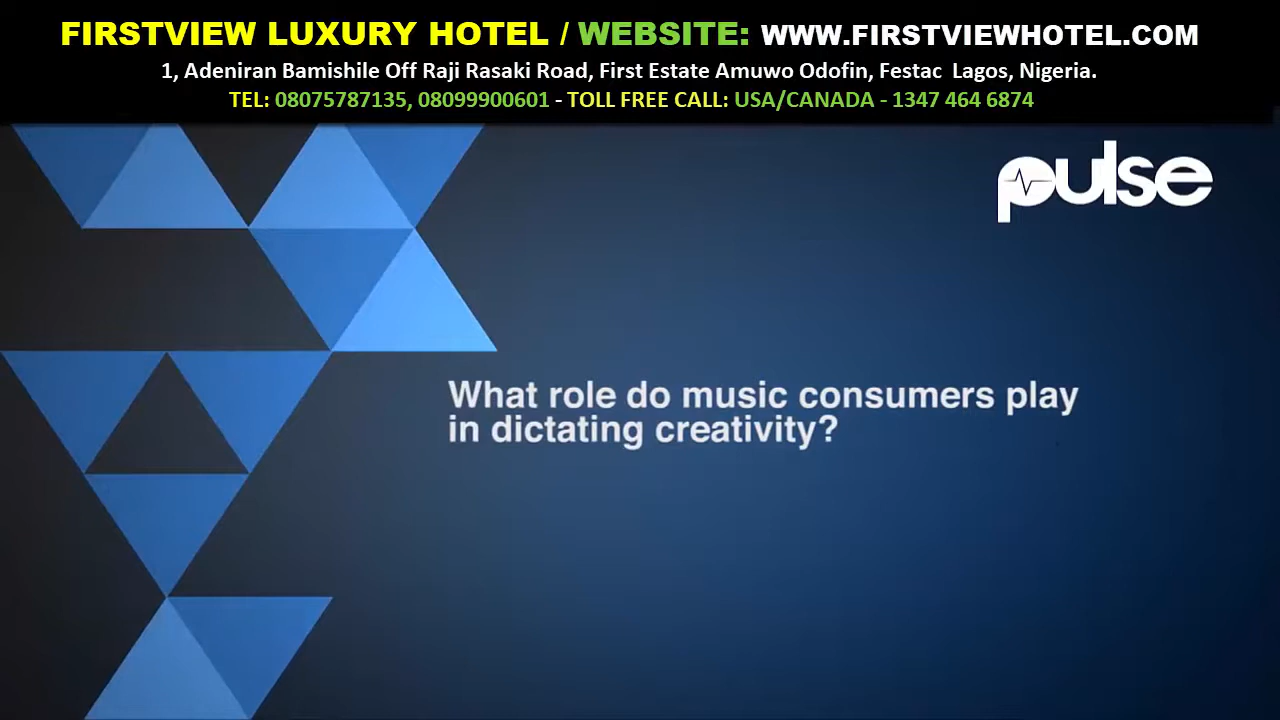 FIRSTVIEW LUXURY HOTEL / WEBSITE: WWW.FIRSTVIEWHOTEL.COM
1, Adeniran Bamishile Off Raji Rasaki Road, First Estate Amuwo Odofin, Festac Lagos, Nigeria.
TEL: 08075787135, 08099900601 - TOLL FREE CALL: USA/CANADA - 1347 464 6874
pulse
What role do music consumers play
in dictating creativity?